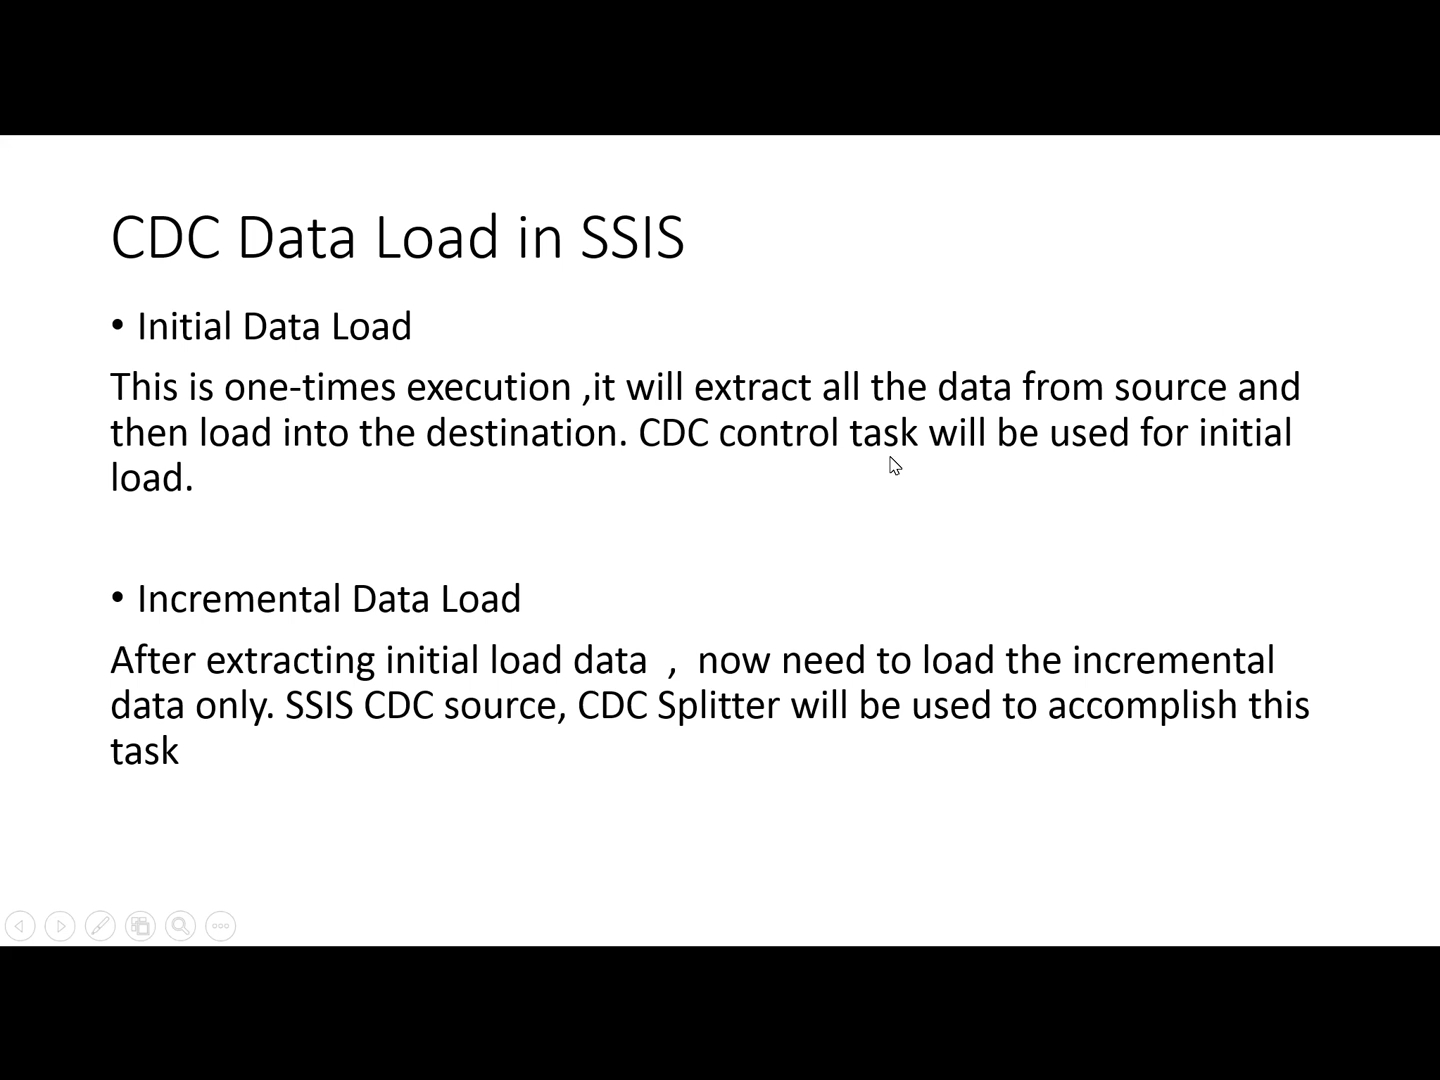 CDC Data Load in SSIS
• Initial Data Load
This is one-times execution ,it will extract all the data from source and
then load into the destination. CDC control task will be used for initial
load.
• Incremental Data Load
After extracting initial load data  ,  now need to load the incremental
data only. SSIS CDC source, CDC Splitter will be used to accomplish this
task